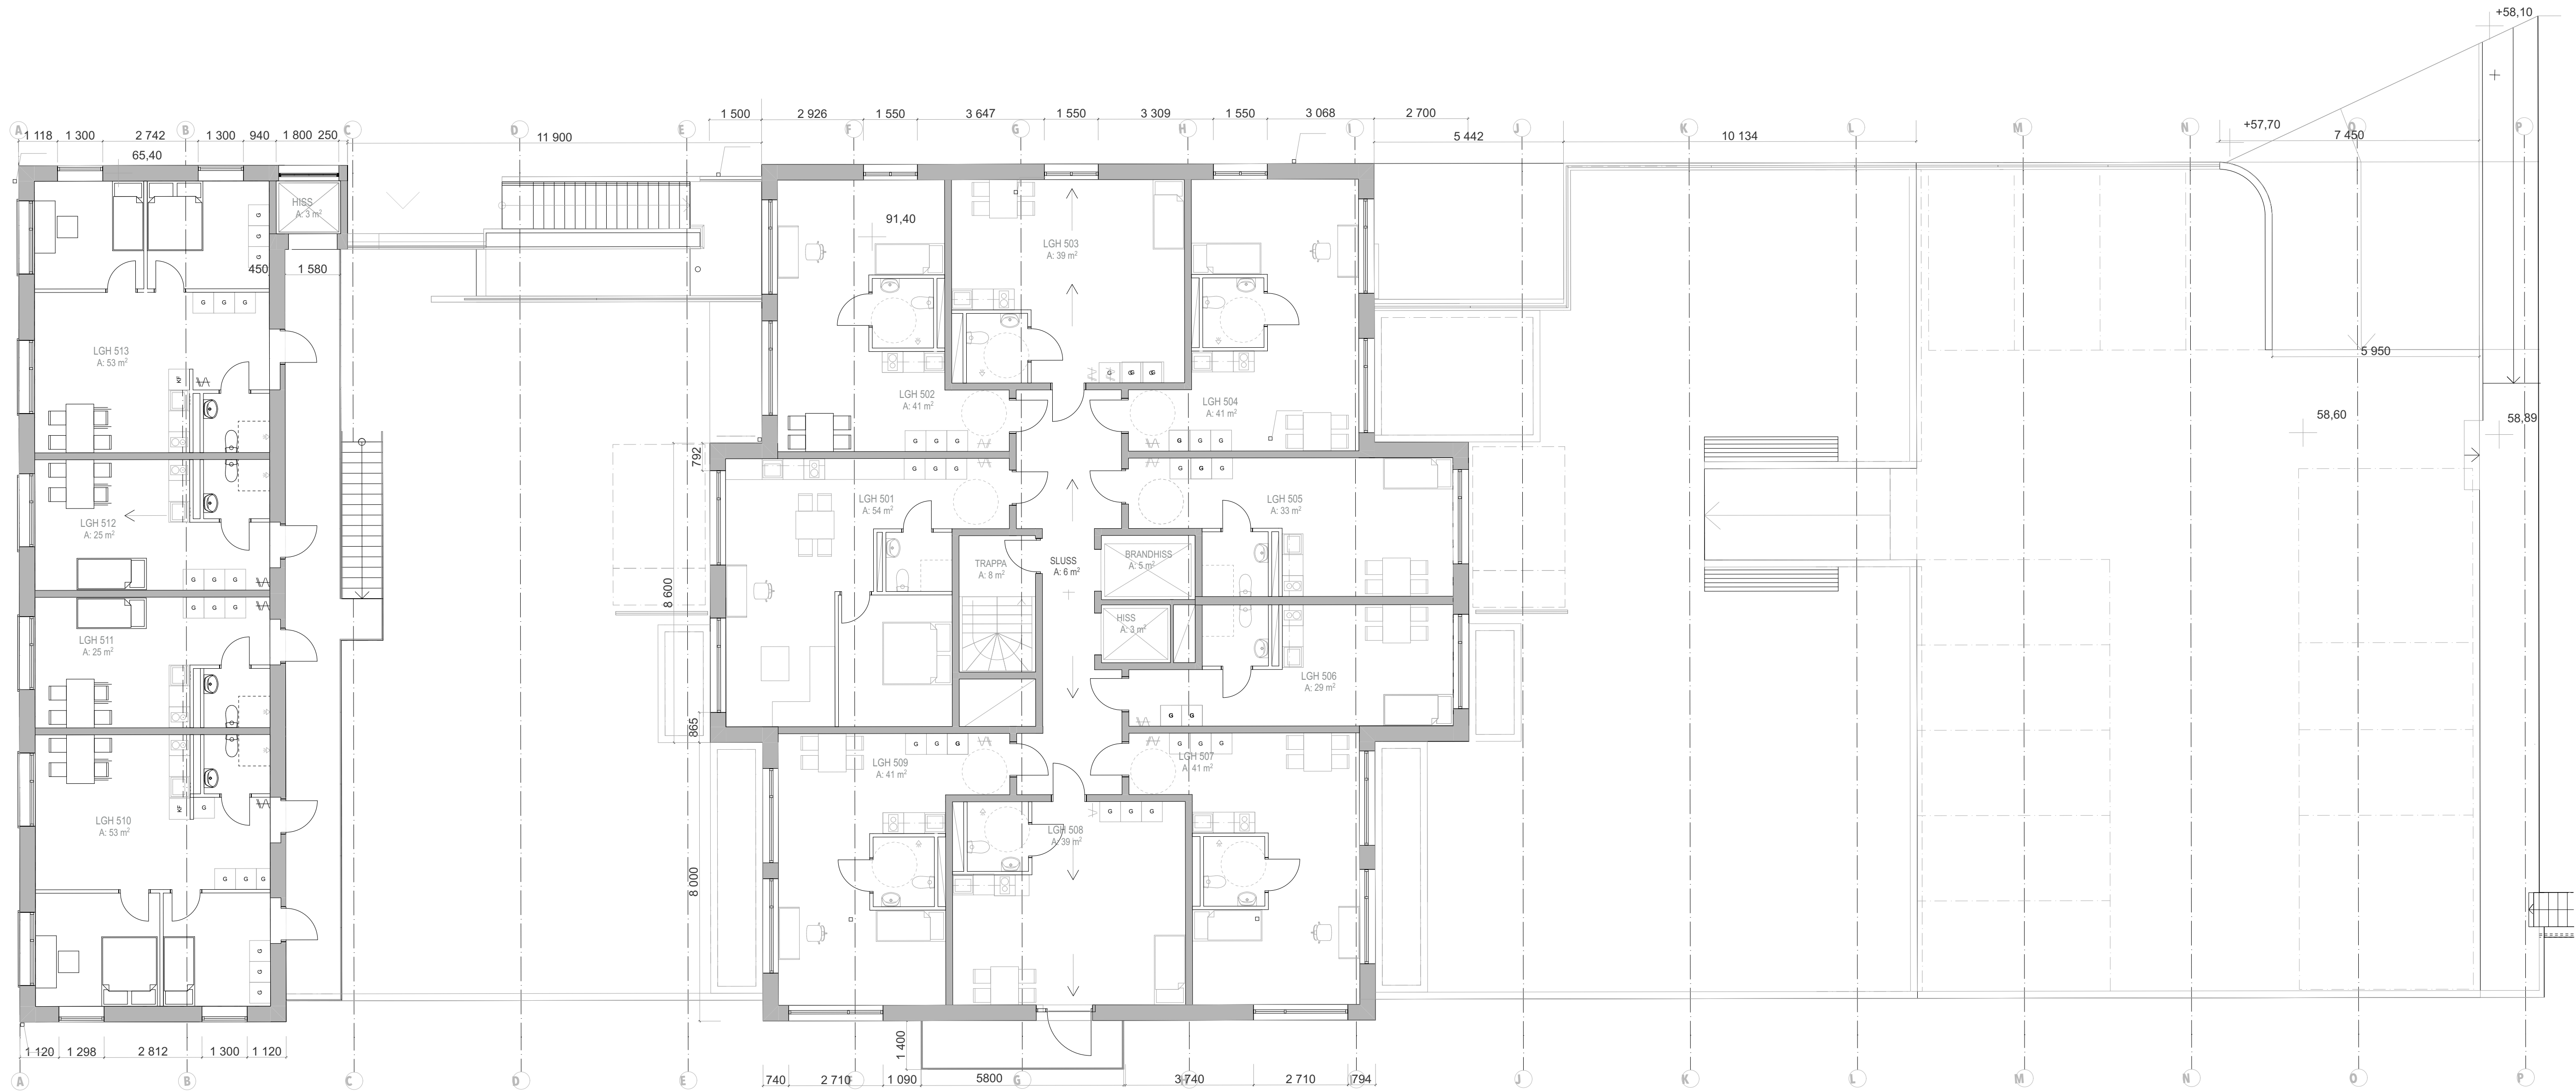 +58,10
1 500
2 926
1 550
3 647
1 550
3 309
1 550
3 068
2 700
A
1 118
1 300
2 742
B
1 300
940
1 800
250
C
D
11 900
E
F
G
H
I
5 442
J
K
10 134
L
M
N
+57,70
O
7 450
P
65,40
HISS
A: 3 m²
G
G
G
450
1 580
91,40
LGH 503
A: 39 m²
G
G
G
LGH 513
A: 53 m²
KF
5 950
G
G
G
LGH 502
A: 41 m²
LGH 504
A: 41 m²
58,60
58,89
G
G
G
G
G
G
792
G
G
G
G
G
G
LGH 501
A: 54 m²
LGH 505
A: 33 m²
LGH 512
A: 25 m²
TRAPPA
A: 8 m²
SLUSS
A: 6 m²
BRANDHISS
A: 5 m²
G
G
G
8 600
G
G
G
HISS
A: 3 m²
LGH 511
A: 25 m²
LGH 506
A: 29 m²
G
G
865
G
G
G
G
G
G
LGH 509
A: 41 m²
LGH 507
A: 41 m²
KF
G
LGH 510
A: 53 m²
G
G
G
LGH 508
A: 39 m²
G
G
G
8 000
G
G
G
1 400
1 120
1 298
2 812
1 300
1 120
A
B
C
D
E
740
2 710
F
1 090
5800
G
3 740
H
2 710
I
794
J
K
L
M
N
O
P